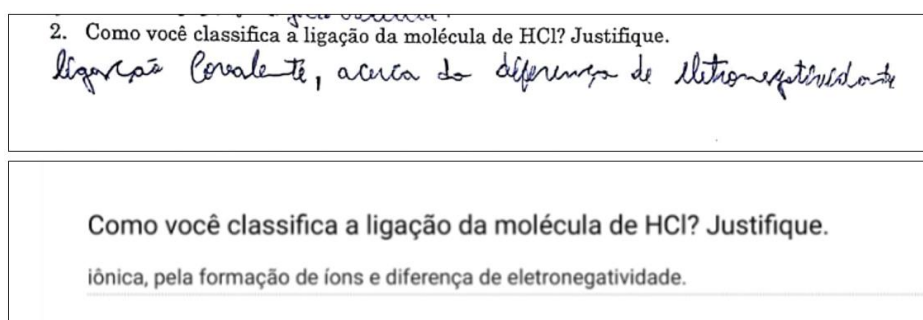 2. Como você classifica a ligação da molécula de HCl? Justifique.
ligação Covalente, acerca da diferença de eletronegatividade
Como você classifica a ligação da molécula de HCl? Justifique.
iônica, pela formação de íons e diferença de eletronegatividade.